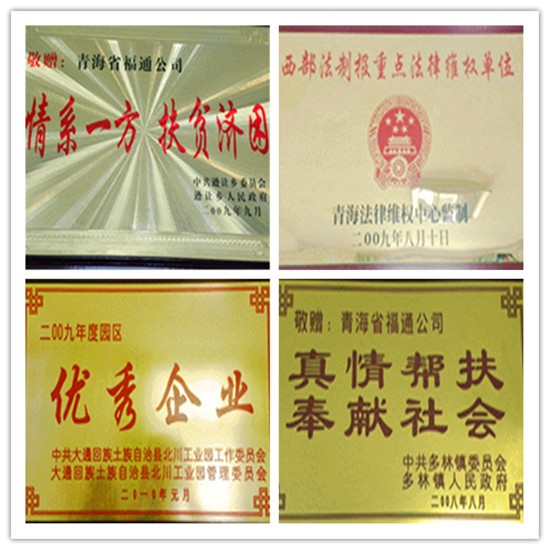 敬赠：青海省福通公司
情系一方 扶贫济困
中共逊让乡委员会
逊让乡人民政府
二00九年九月
西部法制报重点法律维权单位
青海法律维权中心监制
二00九年八月十日
二00九年度园区
优秀企业
中共大通回族土族自治县北川工业园工作委员会
大通回族土族自治县北川工业园管理委员会
二0一0年元月
敬赠：青海省福通公司
真情帮扶
奉献社会
中共多林镇委员会
多林镇人民政府
二00八年八月